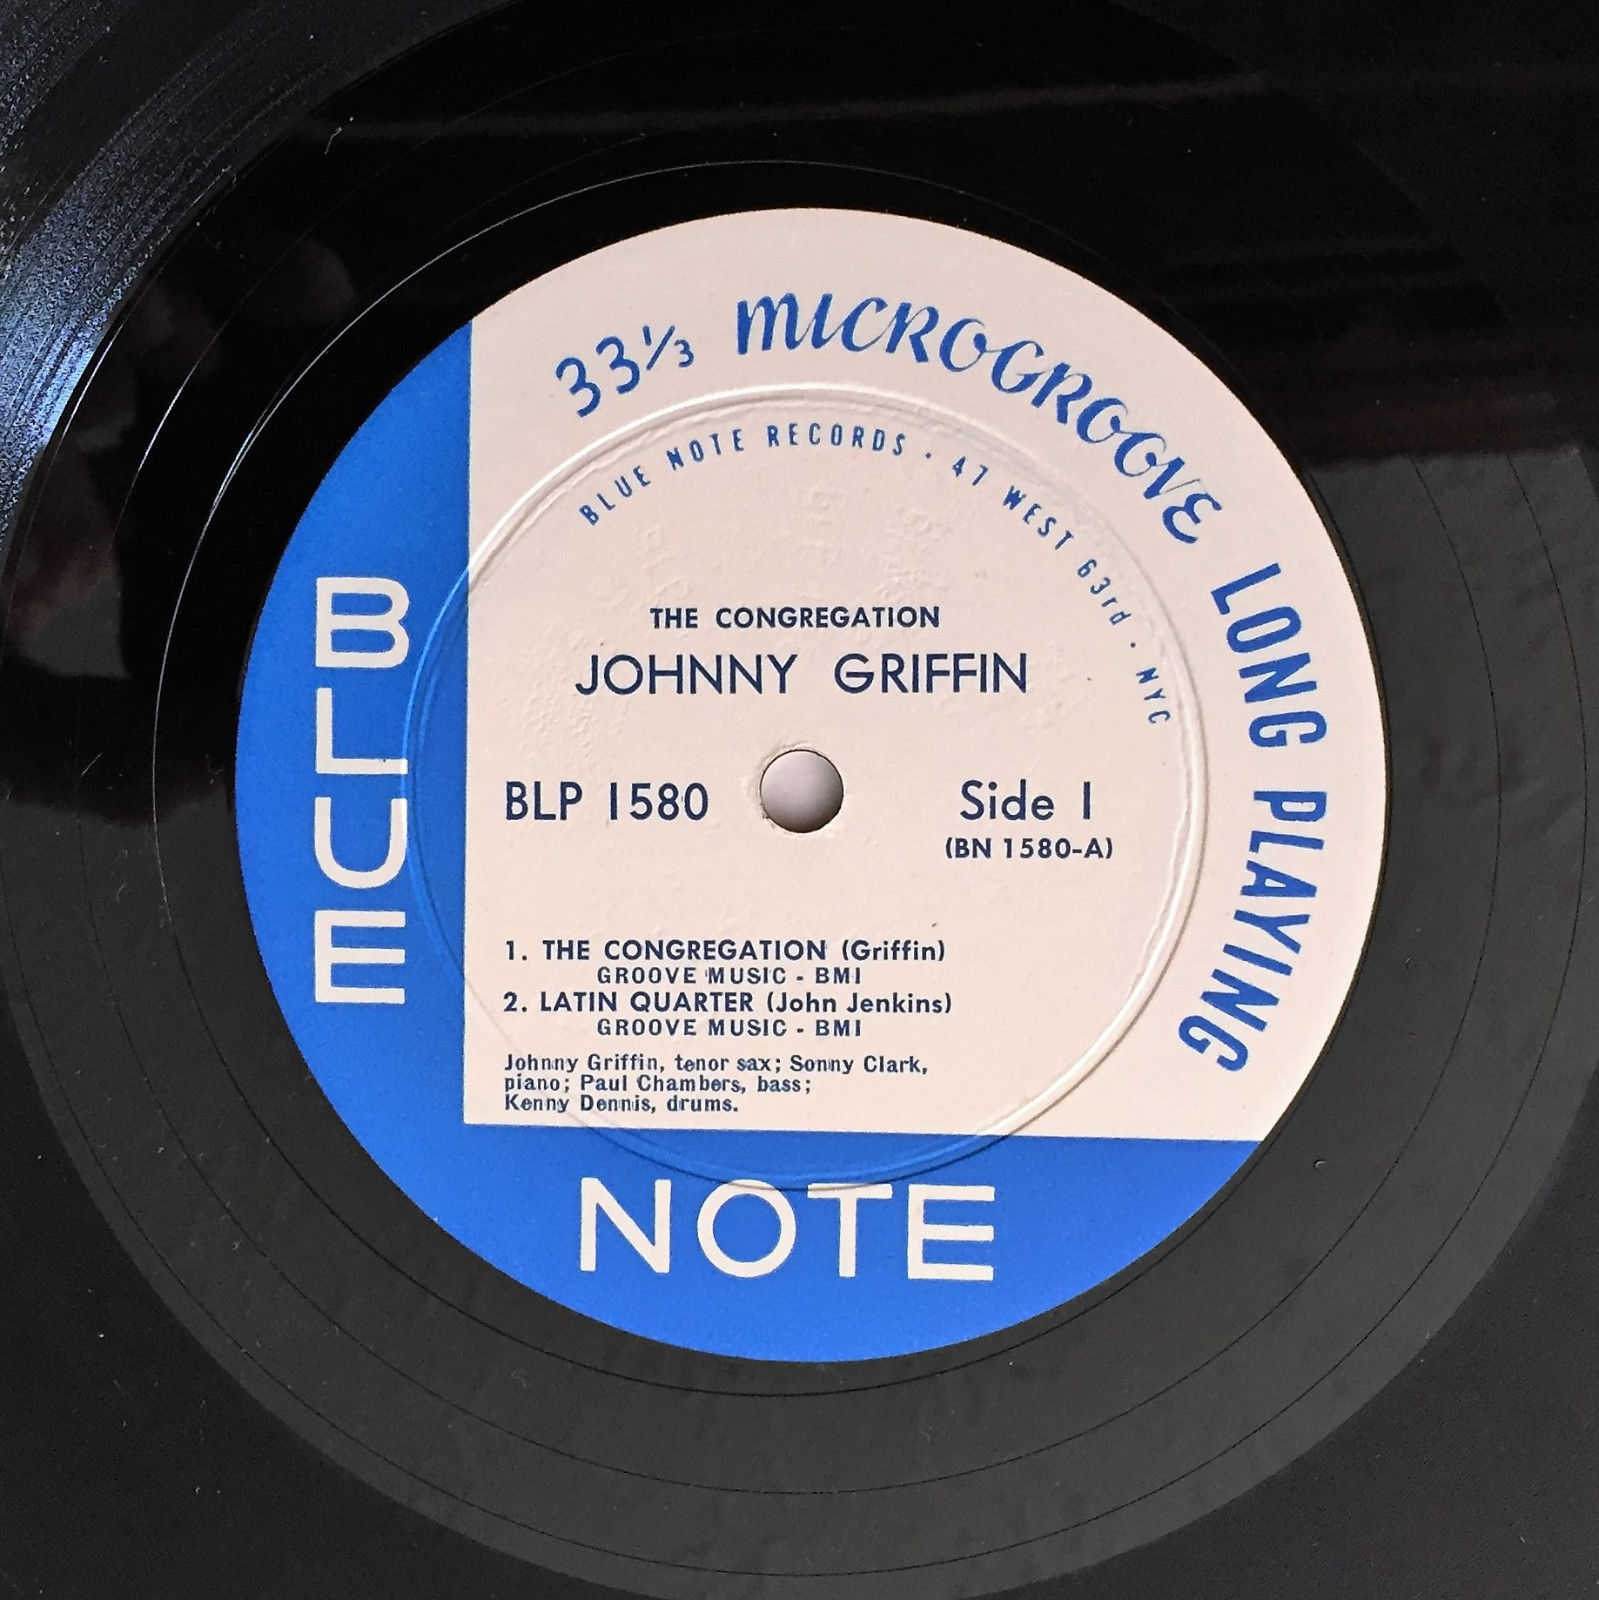 33⅓ MICROGROOVE LONG PLAYING
BLUE NOTE RECORDS · 47 WEST 63rd · NYC
THE CONGREGATION
JOHNNY GRIFFIN
BLP 1580
Side 1
(BN 1580-A)
1. THE CONGREGATION (Griffin)
GROOVE MUSIC - BMI
2. LATIN QUARTER (John Jenkins)
GROOVE MUSIC - BMI
Johnny Griffin, tenor sax; Sonny Clark,
piano; Paul Chambers, bass;
Kenny Dennis, drums.
BLUE
NOTE